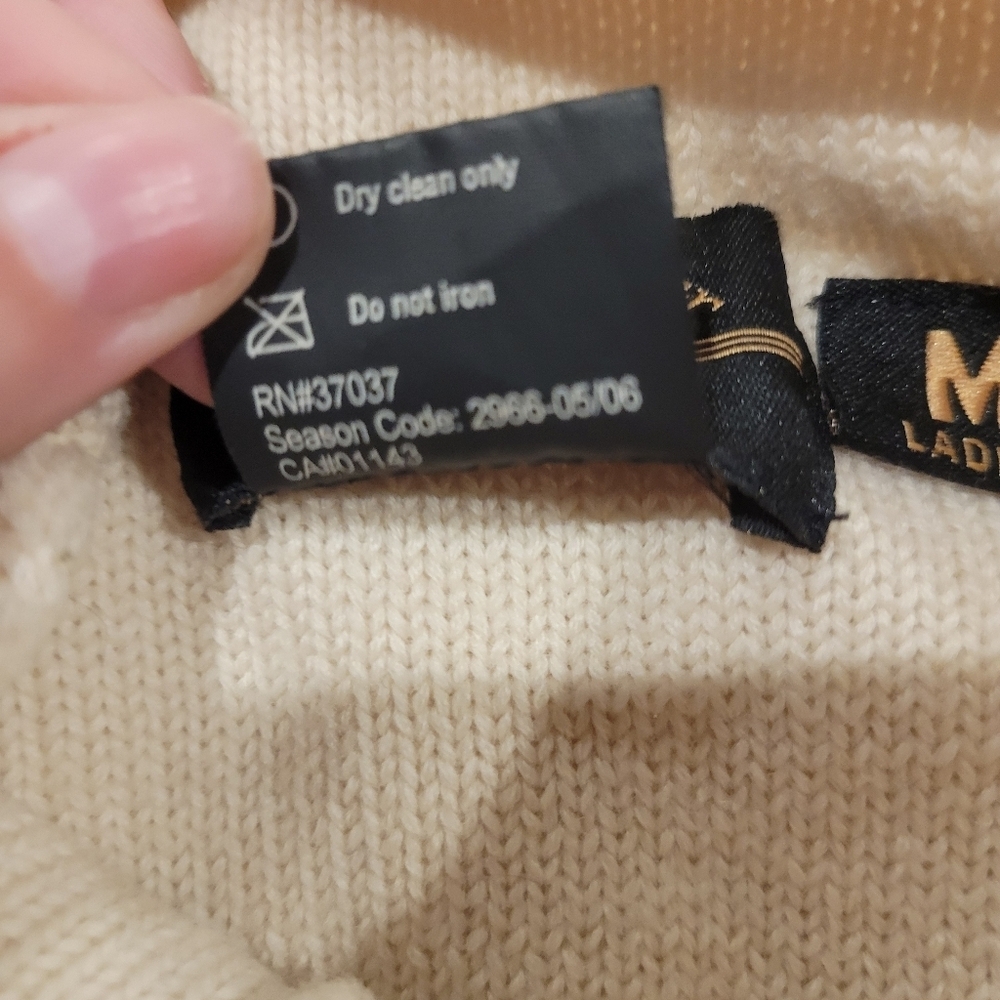 Dry clean only
Do not iron
RN#37037
Season Code: 2966-05/06
CA#01143
M
LAD